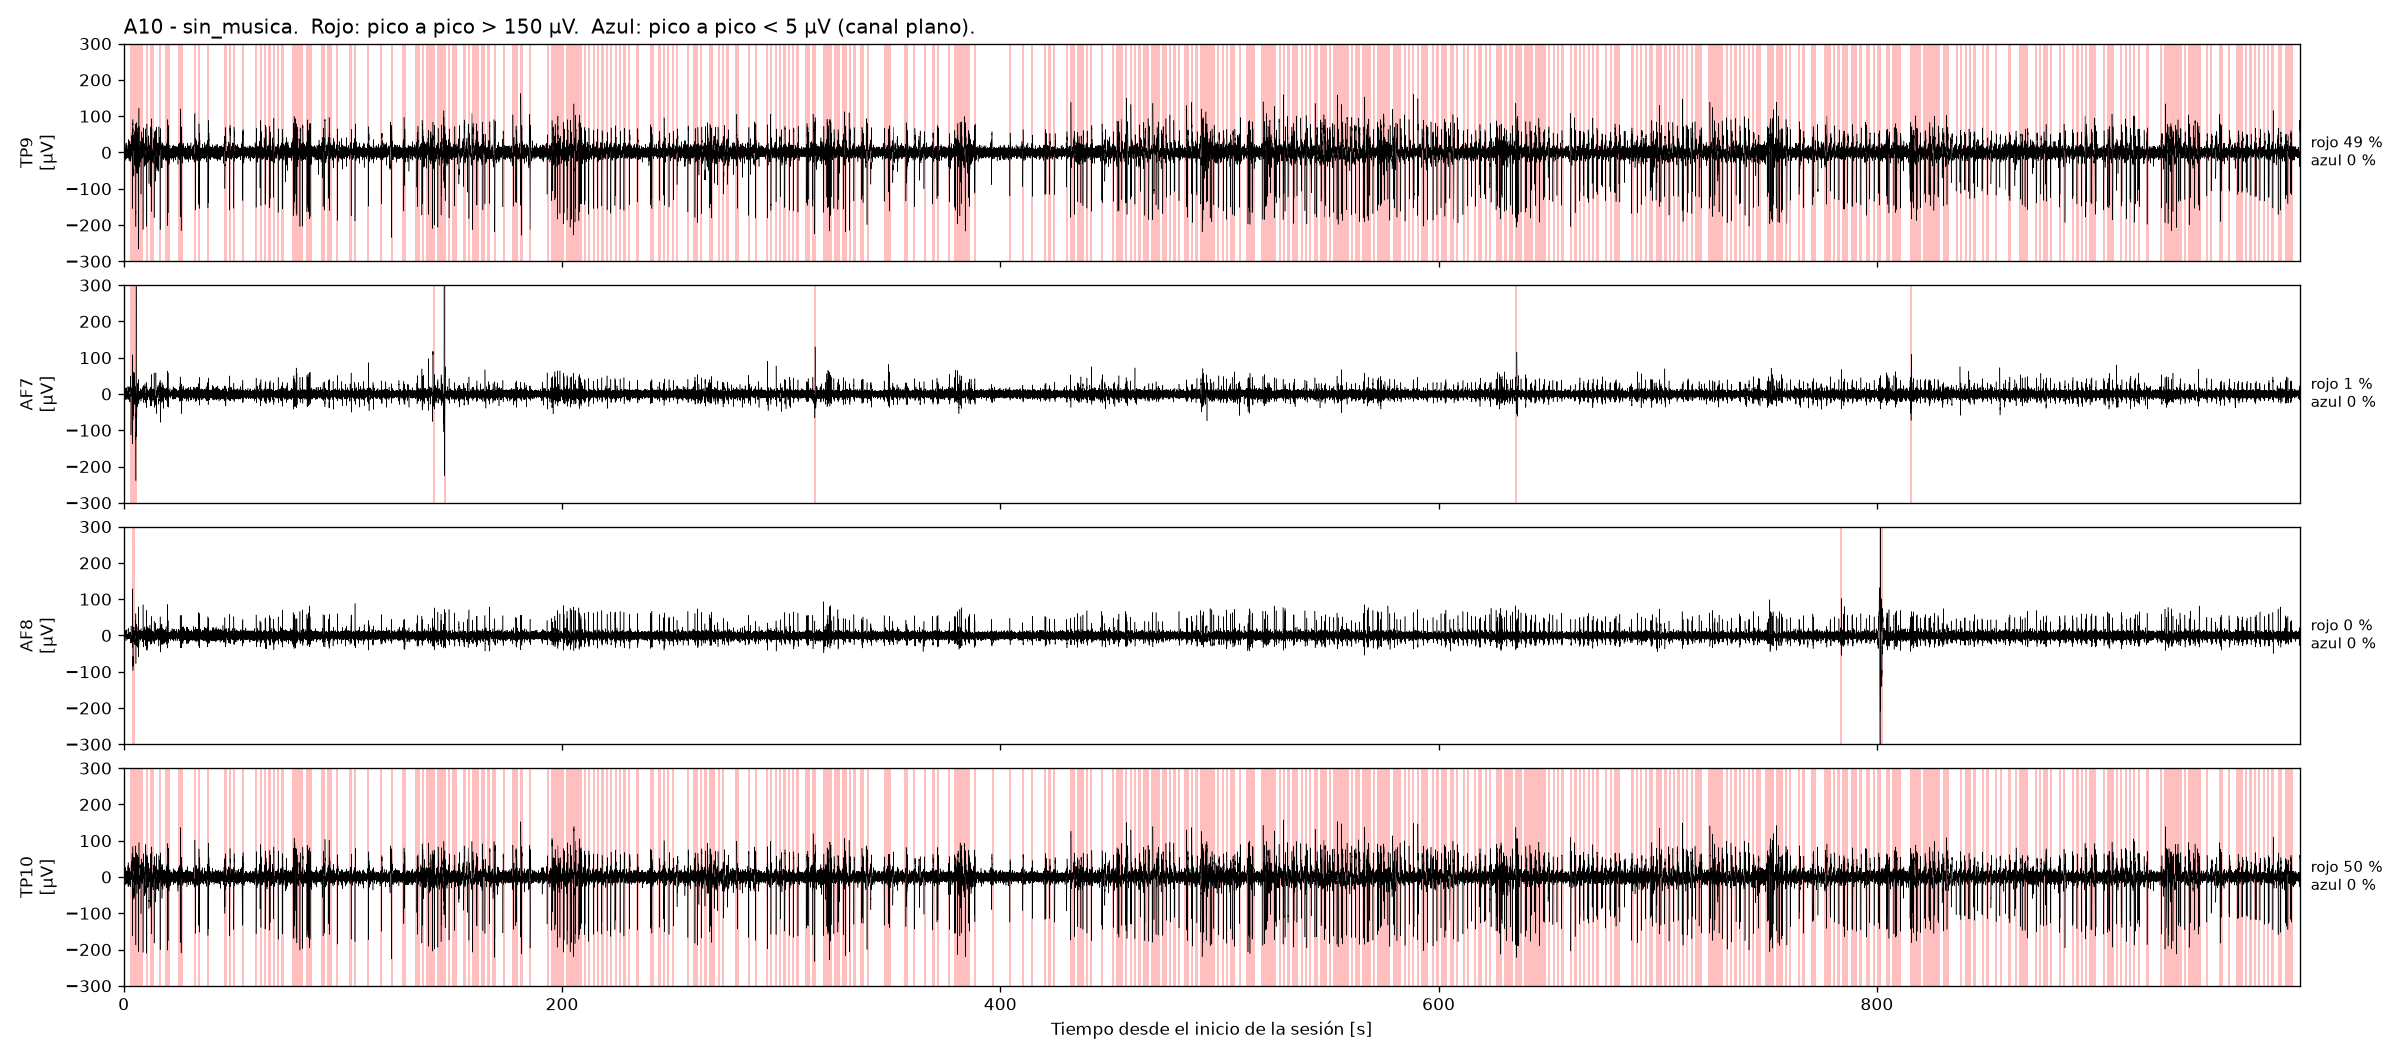 A10 - sin_musica.  Rojo: pico a pico > 150 µV.  Azul: pico a pico < 5 µV (canal plano).
300
200
100
0
−100
−200
−300
TP9
[µV]
rojo 49 %
azul 0 %
300
200
100
0
−100
−200
−300
AF7
[µV]
rojo 1 %
azul 0 %
300
200
100
0
−100
−200
−300
AF8
[µV]
rojo 0 %
azul 0 %
300
200
100
0
−100
−200
−300
TP10
[µV]
rojo 50 %
azul 0 %
0
200
400
600
800
Tiempo desde el inicio de la sesión [s]